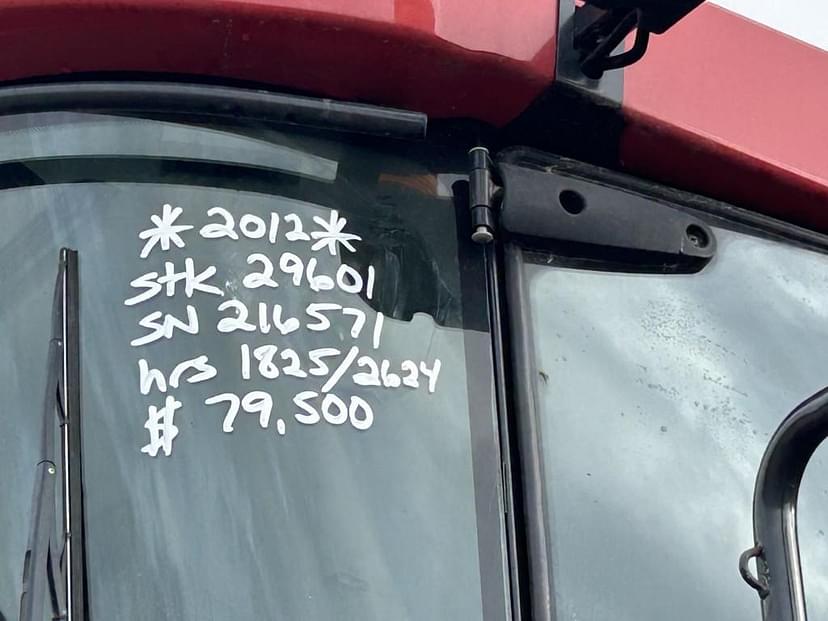 *2012*
stk 29601
SN 216571
hrs 1825/2624
$ 79,500